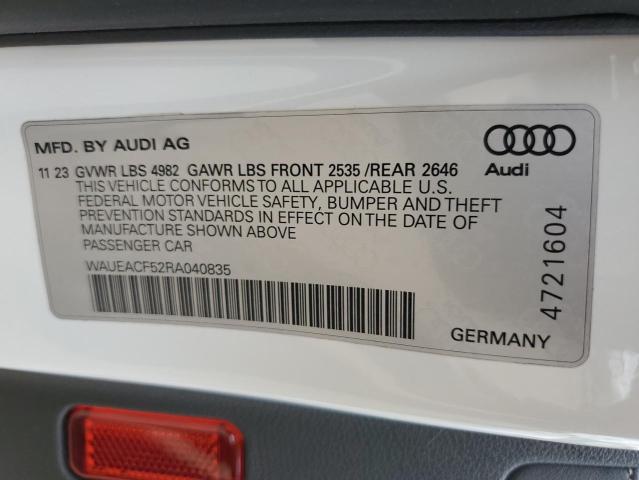 MFD. BY AUDI AG
11 23 GVWR LBS 4982 GAWR LBS FRONT 2535 /REAR 2646
THIS VEHICLE CONFORMS TO ALL APPLICABLE U.S.
FEDERAL MOTOR VEHICLE SAFETY, BUMPER AND THEFT
PREVENTION STANDARDS IN EFFECT ON THE DATE OF
MANUFACTURE SHOWN ABOVE
PASSENGER CAR
WAUEACF52RA040835
Audi
4721604
GERMANY